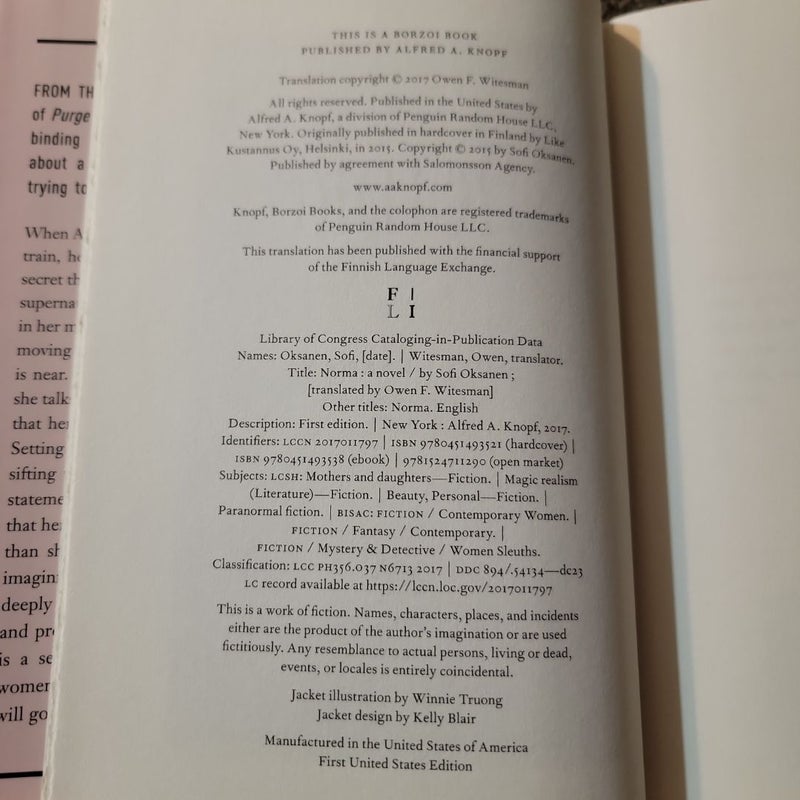 FROM TH
of Purge
binding
about a
trying to
When A
train, he
secret th
superna
in her m
moving
is near.
she talk
that he
Setting
sifting
stateme
that he
than sh
imagin
deeply
and pr
is a se
women
will go
THIS IS A BORZOI BOOK
PUBLISHED BY ALFRED A. KNOPF
Translation copyright © 2017 Owen F. Witesman
All rights reserved. Published in the United States by
Alfred A. Knopf, a division of Penguin Random House LLC,
New York. Originally published in hardcover in Finland by Like
Kustannus Oy, Helsinki, in 2015. Copyright © 2015 by Sofi Oksanen.
Published by agreement with Salomonsson Agency.
www.aaknopf.com
Knopf, Borzoi Books, and the colophon are registered trademarks
of Penguin Random House LLC.
This translation has been published with the financial support
of the Finnish Language Exchange.
F I
L I
Library of Congress Cataloging-in-Publication Data
Names: Oksanen, Sofi, [date]. | Witesman, Owen, translator.
Title: Norma : a novel / by Sofi Oksanen ;
[translated by Owen F. Witesman]
Other titles: Norma. English
Description: First edition. | New York : Alfred A. Knopf, 2017.
Identifiers: LCCN 2017011797 | ISBN 9780451493521 (hardcover) |
ISBN 9780451493538 (ebook) | 9781524711290 (open market)
Subjects: LCSH: Mothers and daughters—Fiction. | Magic realism
(Literature)—Fiction. | Beauty, Personal—Fiction. |
Paranormal fiction. | BISAC: FICTION / Contemporary Women. |
FICTION / Fantasy / Contemporary. |
FICTION / Mystery & Detective / Women Sleuths.
Classification: LCC PH356.O37 N6713 2017 | DDC 894/.54134—dc23
LC record available at https://lccn.loc.gov/2017011797
This is a work of fiction. Names, characters, places, and incidents
either are the product of the author's imagination or are used
fictitiously. Any resemblance to actual persons, living or dead,
events, or locales is entirely coincidental.
Jacket illustration by Winnie Truong
Jacket design by Kelly Blair
Manufactured in the United States of America
First United States Edition